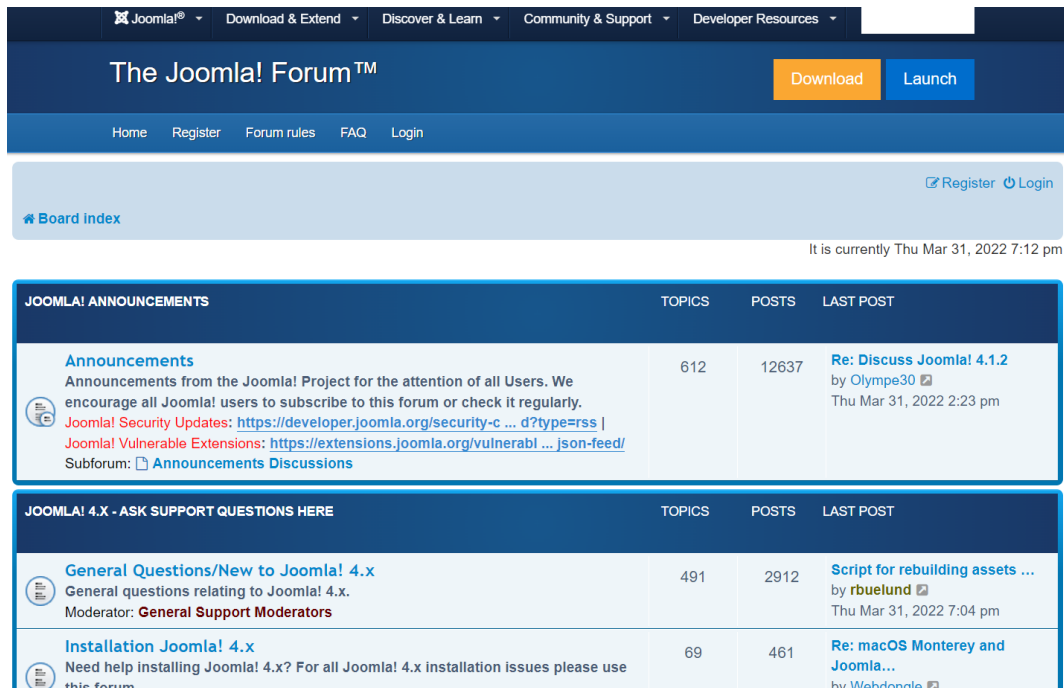 Joomla!® Download & Extend Discover & Learn Community & Support Developer Resources
The Joomla! Forum™
Download Launch
Home Register Forum rules FAQ Login
Register Login
Board index
It is currently Thu Mar 31, 2022 7:12 pm
JOOMLA! ANNOUNCEMENTS TOPICS POSTS LAST POST
Announcements
Announcements from the Joomla! Project for the attention of all Users. We
encourage all Joomla! users to subscribe to this forum or check it regularly.
Joomla! Security Updates: https://developer.joomla.org/security-c ... d?type=rss |
Joomla! Vulnerable Extensions: https://extensions.joomla.org/vulnerabl ... json-feed/
Subforum: Announcements Discussions
612 12637
Re: Discuss Joomla! 4.1.2
by Olympe30
Thu Mar 31, 2022 2:23 pm
JOOMLA! 4.X - ASK SUPPORT QUESTIONS HERE TOPICS POSTS LAST POST
General Questions/New to Joomla! 4.x
General questions relating to Joomla! 4.x.
Moderator: General Support Moderators
491 2912
Script for rebuilding assets …
by rbuelund
Thu Mar 31, 2022 7:04 pm
Installation Joomla! 4.x
Need help installing Joomla! 4.x? For all Joomla! 4.x installation issues please use
this forum
69 461
Re: macOS Monterey and
Joomla…
by Webdongle